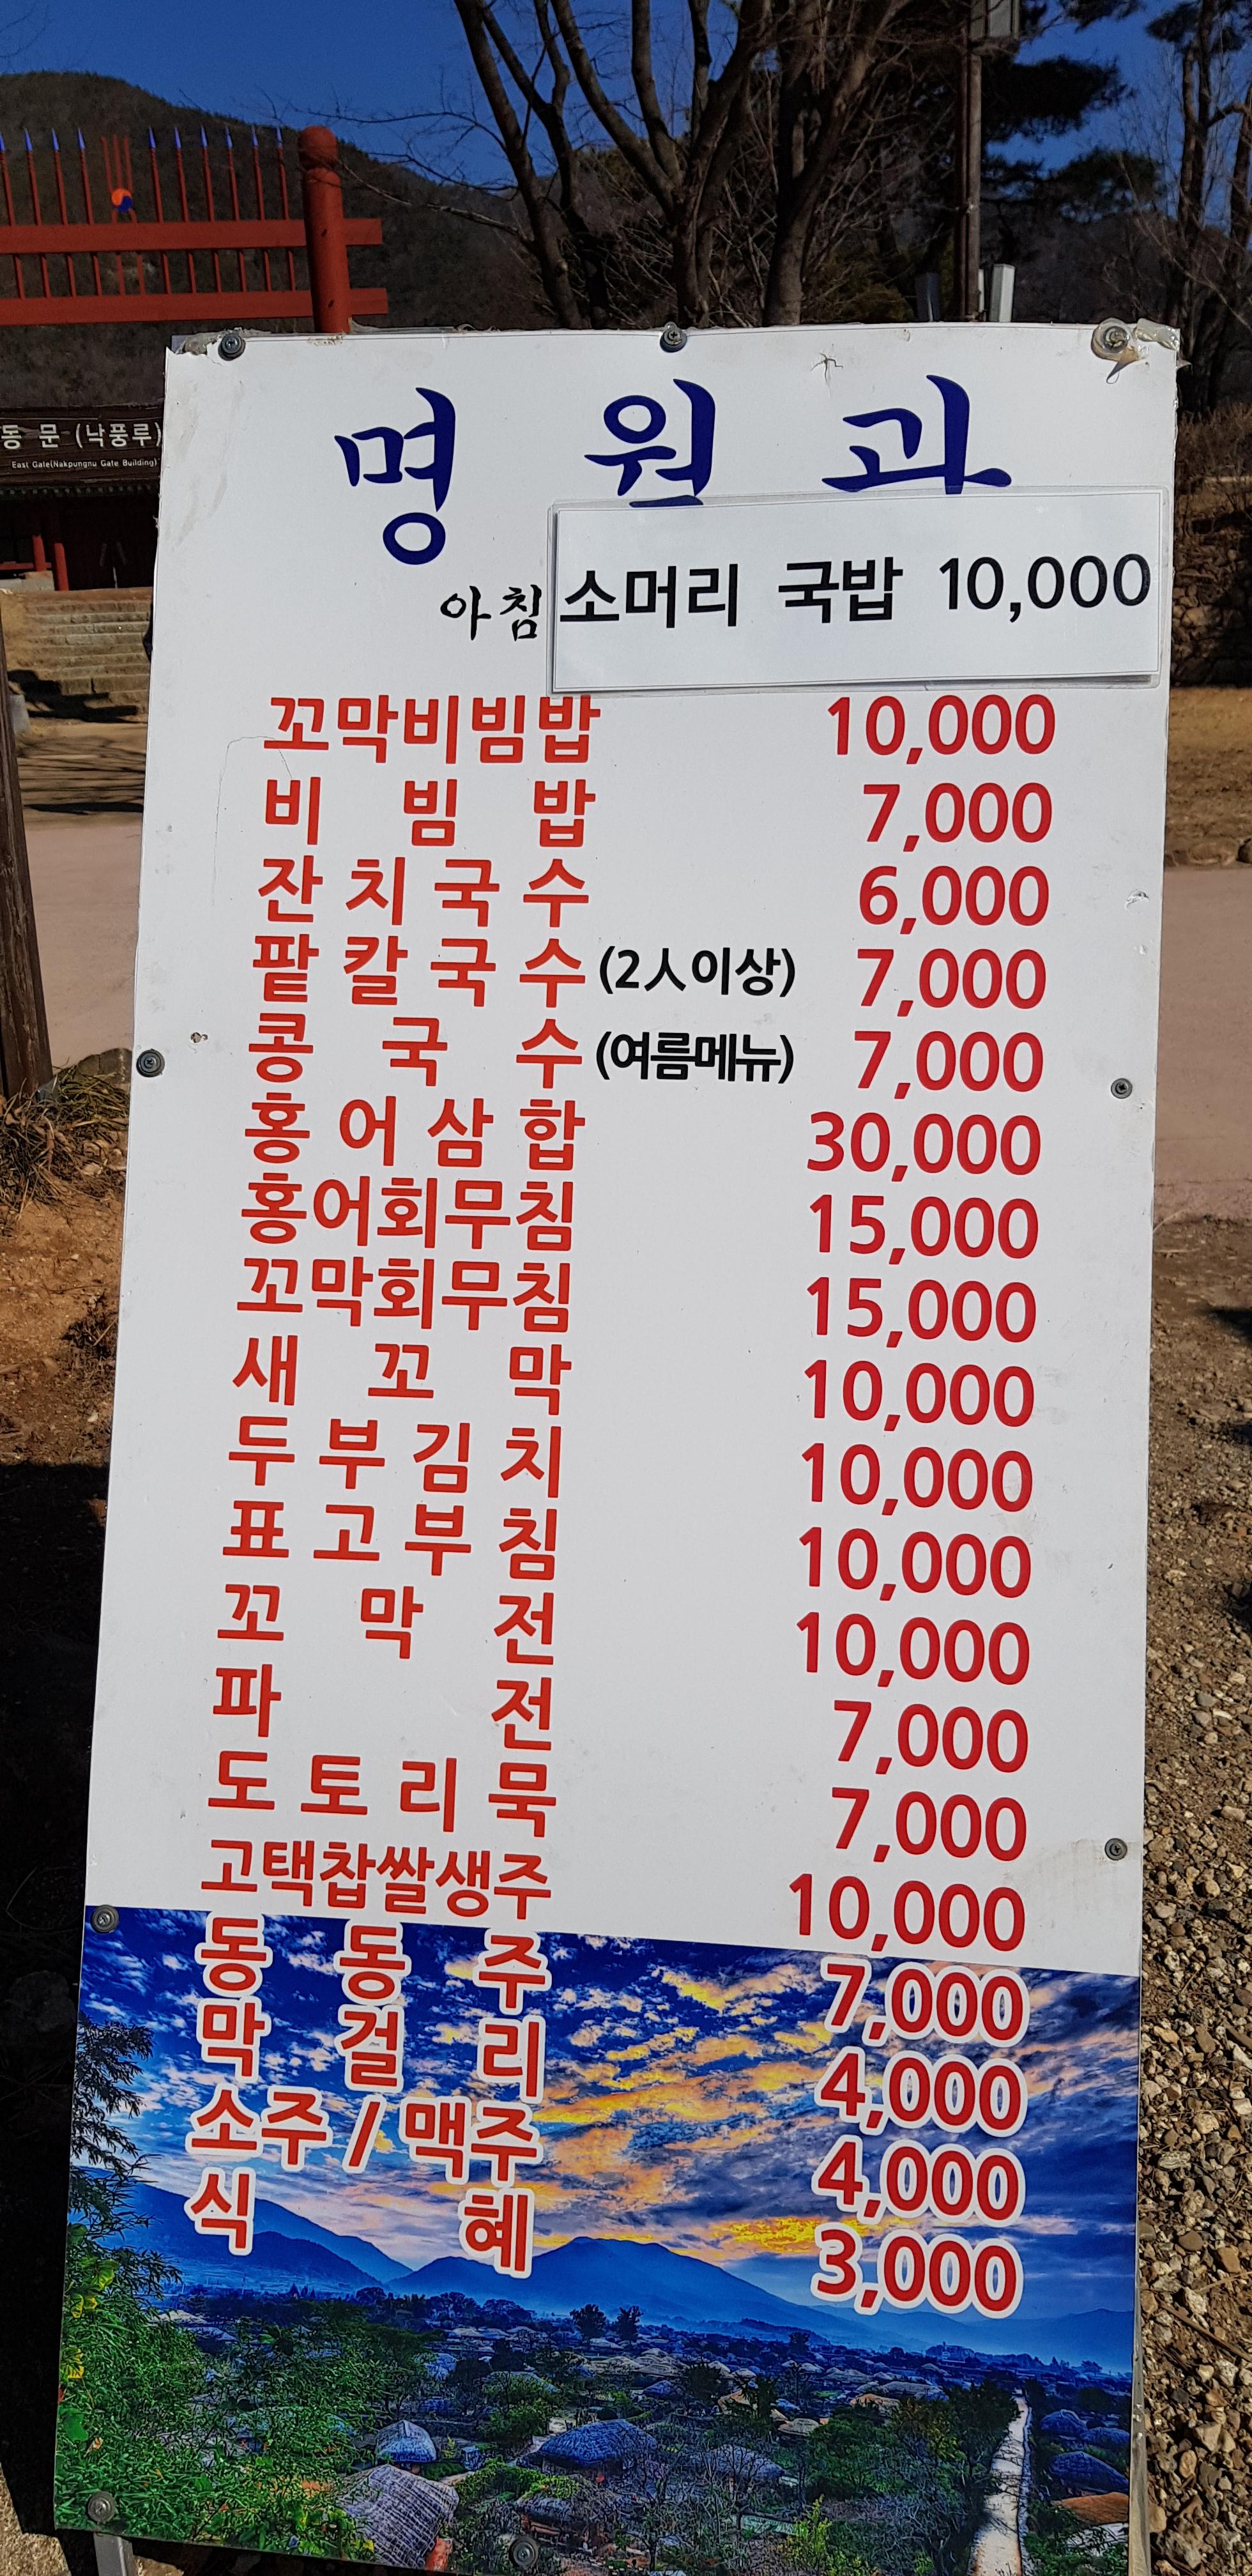 동 문 (낙풍루)
East Gate(Nakpungnu Gate Building)
명 원 과
아침
소머리 국밥 10,000
꼬막비빔밥 10,000
비 빔 밥 7,000
잔 치 국 수 6,000
팥 칼 국 수 (2人이상) 7,000
콩 국 수 (여름메뉴) 7,000
홍 어 삼 합 30,000
홍어회무침 15,000
꼬막회무침 15,000
새 꼬 막 10,000
두 부 김 치 10,000
표 고 부 침 10,000
꼬 막 전 10,000
파 전 7,000
도 토 리 묵 7,000
고택찹쌀생주 10,000
동 동 주 7,000
막 걸 리 4,000
소주 / 맥주 4,000
식 혜 3,000